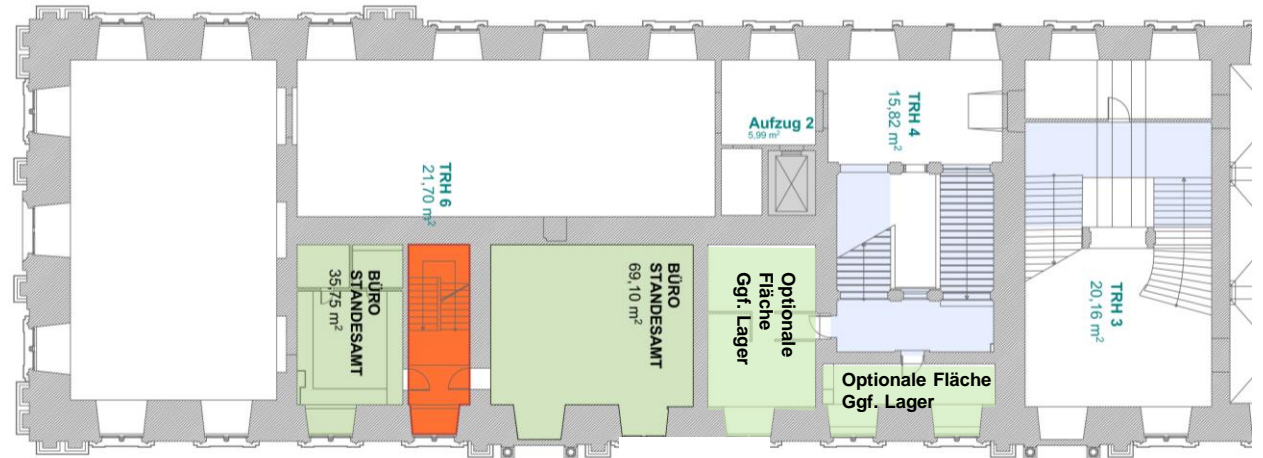 Aufzug 2
5,99 m²
TRH 4
15,82 m²
TRH 6
21,70 m²
BÜRO
STANDESAMT
35,75 m²
BÜRO
STANDESAMT
69,10 m²
Optionale
Fläche
Ggf. Lager
Optionale Fläche
Ggf. Lager
TRH 3
20,16 m²